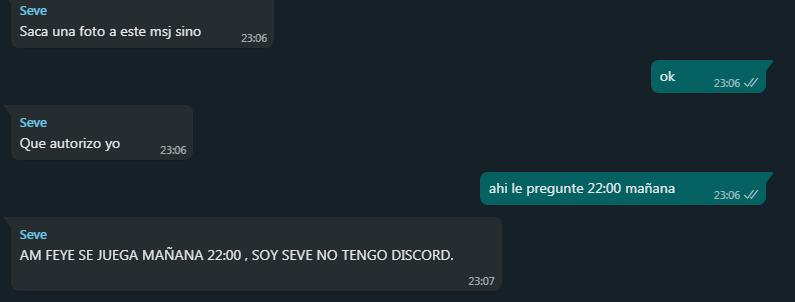 Seve
Saca una foto a este msj sino
23:06
ok
23:06
Seve
Que autorizo yo
23:06
ahi le pregunte 22:00 mañana
23:06
Seve
AM FEYE SE JUEGA MAÑANA 22:00 , SOY SEVE NO TENGO DISCORD.
23:07